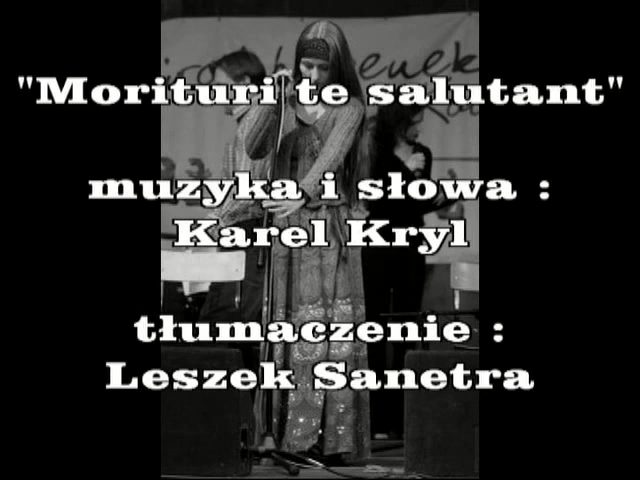 "Morituri te salutant"
muzyka i słowa :
Karel Kryl
tłumaczenie :
Leszek Sanetra